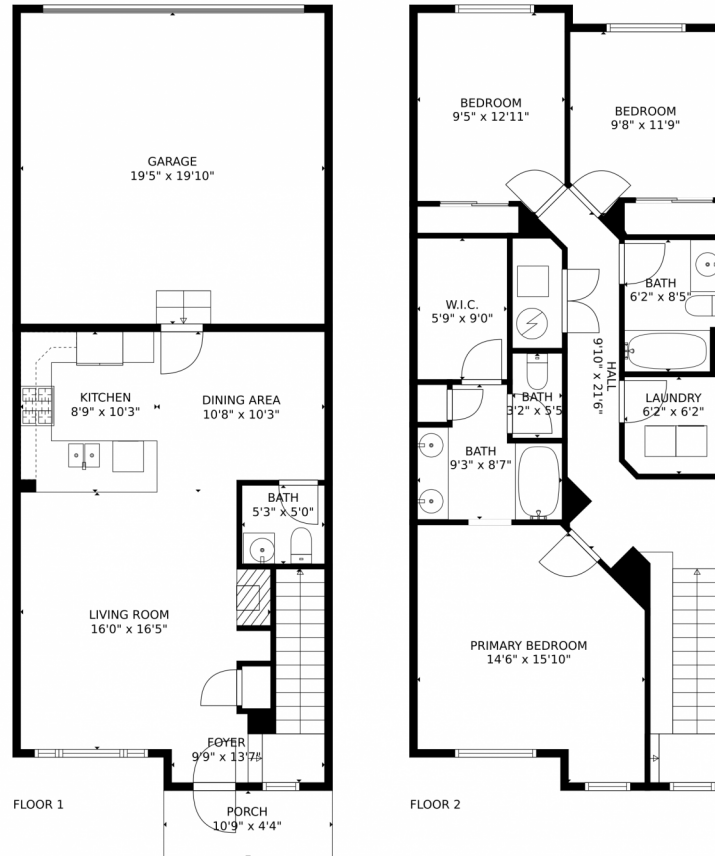 GARAGE
19'5" x 19'10"
KITCHEN
8'9" x 10'3"
DINING AREA
10'8" x 10'3"
BATH
5'3" x 5'0"
LIVING ROOM
16'0" x 16'5"
FOYER
9'9" x 13'7"
PORCH
10'9" x 4'4"
FLOOR 1
BEDROOM
9'5" x 12'11"
BEDROOM
9'8" x 11'9"
W.I.C.
5'9" x 9'0"
BATH
6'2" x 8'5"
HALL
9'10" x 21'6"
BATH
3'2" x 5'5
LAUNDRY
6'2" x 6'2"
BATH
9'3" x 8'7"
PRIMARY BEDROOM
14'6" x 15'10"
FLOOR 2